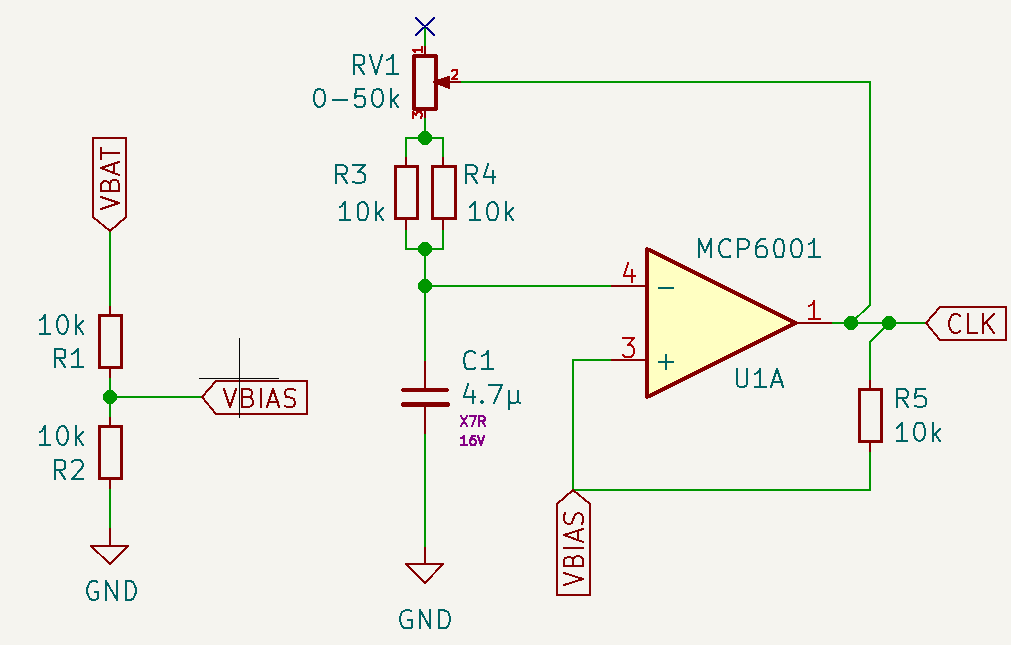 1
RV1
2
0-50k
3
VBAT
R3
R4
10k
10k
MCP6001
4
1
10k
CLK
R1
3
C1
U1A
VBIAS
4.7µ
R5
X7R
10k
10k
16V
R2
VBIAS
GND
GND